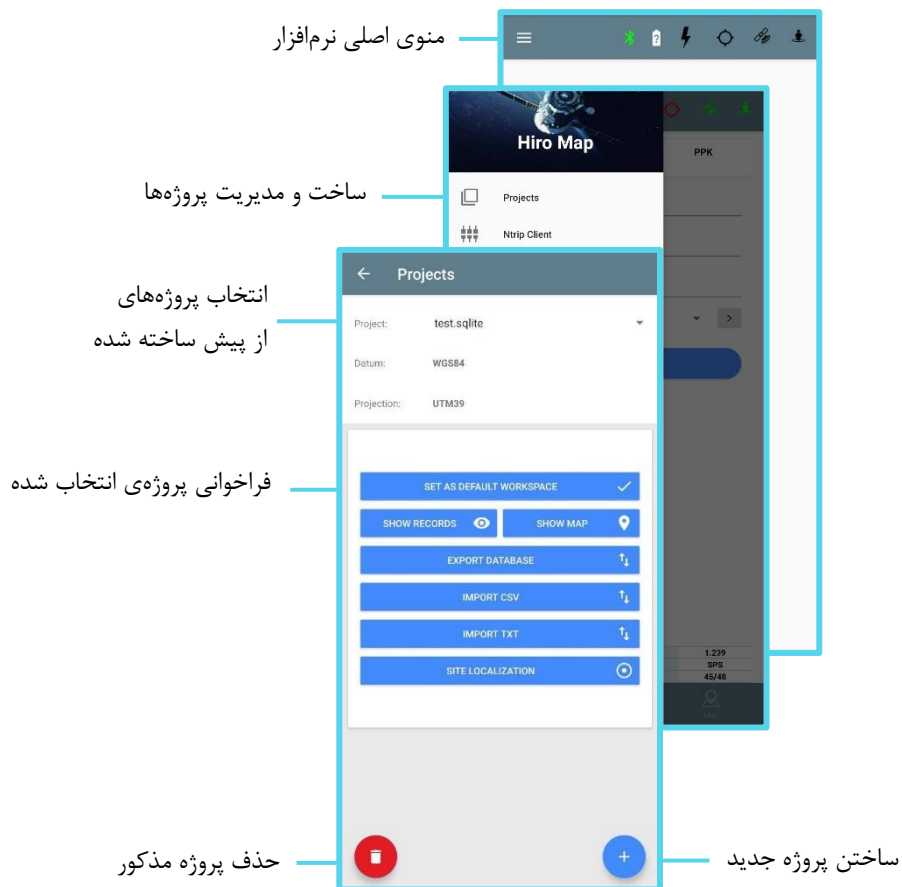 منوی اصلی نرم‌افزار
Hiro Map
PPK
ساخت و مدیریت پروژه‌ها
Projects
Ntrip Client
Projects
انتخاب پروژه‌های
از پیش ساخته شده
Project: test.sqlite
Datum: WGS84
Projection: UTM39
فراخوانی پروژه‌ی انتخاب شده
SET AS DEFAULT WORKSPACE
SHOW RECORDS SHOW MAP
EXPORT DATABASE
IMPORT CSV
IMPORT TXT
SITE LOCALIZATION
1.239
SPS
45/48
حذف پروژه مذکور
ساختن پروژه جدید